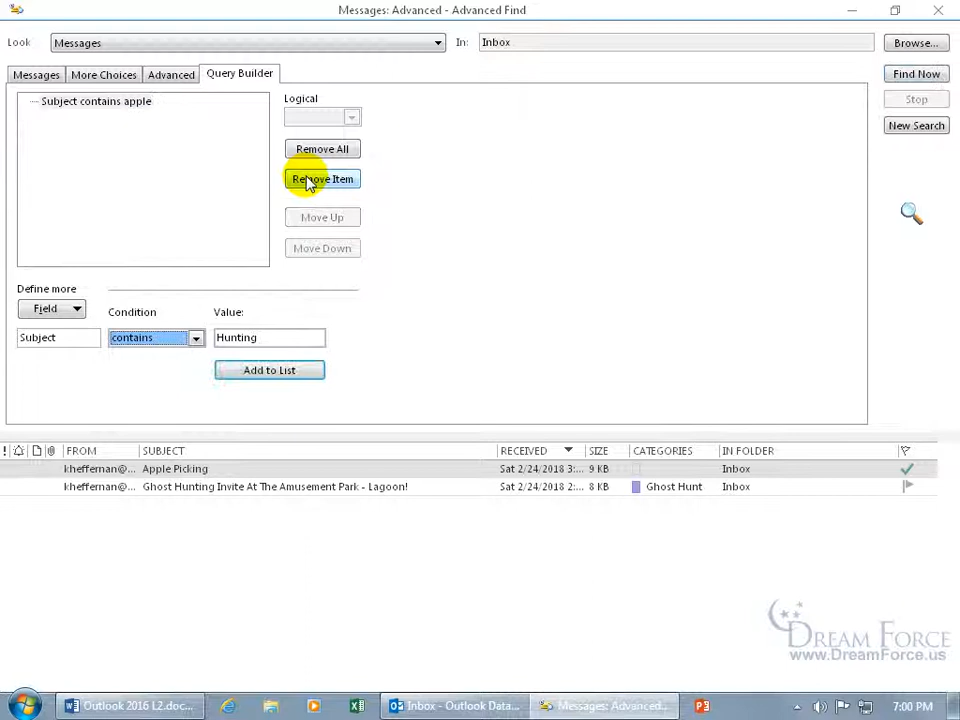 Messages: Advanced - Advanced Find
Look
Messages
In:
Inbox
Browse...
Messages
More Choices
Advanced
Query Builder
Find Now
Stop
New Search
Subject contains apple
Logical
Remove All
Remove Item
Move Up
Move Down
Define more
Field
Condition
Value:
Subject
contains
Hunting
Add to List
! FROM SUBJECT RECEIVED SIZE CATEGORIES IN FOLDER
kheffernan@... Apple Picking Sat 2/24/2018 3:... 9 KB Inbox
kheffernan@... Ghost Hunting Invite At The Amusement Park - Lagoon! Sat 2/24/2018 2:... 8 KB Ghost Hunt Inbox
DREAM FORCE
www.DreamForce.us
Outlook 2016 L2.doc...
Inbox - Outlook Data...
Messages: Advanced...
7:00 PM